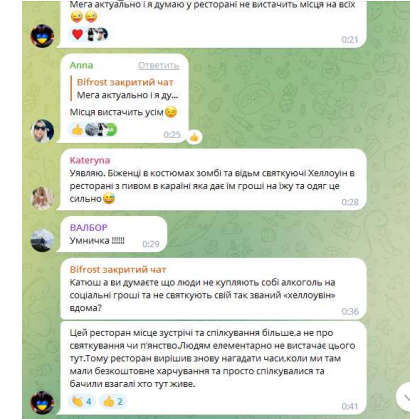 Мега актуально і я думаю у ресторані не вистачить місця на всіх
0:21
Anna Ответить
Bifrost закритий чат
Мега актуально і я ду...
Місця вистачить усім
0:25
Kateryna
Уявляю. Біженці в костюмах зомбі та відьм святкуючі Хеллоуін в
ресторані з пивом в караїні яка дає їм гроші на їжу та одяг це
сильно
0:28
ВАЛБОР
Умничка !!!!!! 0:29
Bifrost закритий чат
Катюш а ви думаєте що люди не купляють собі алкоголь на
соціальні гроші та не святкують свій так званий «хеллоувін»
вдома?
0:36
Цей ресторан місце зустрічі та спілкування більше,а не про
святкування чи пʼянство.Людям елементарно не вистачає цього
тут.Тому ресторан вирішив знову нагадати часи.коли ми там
мали безкоштовне харчування та просто спілкувалися та
бачили взагалі хто тут живе.
4 2 0:41